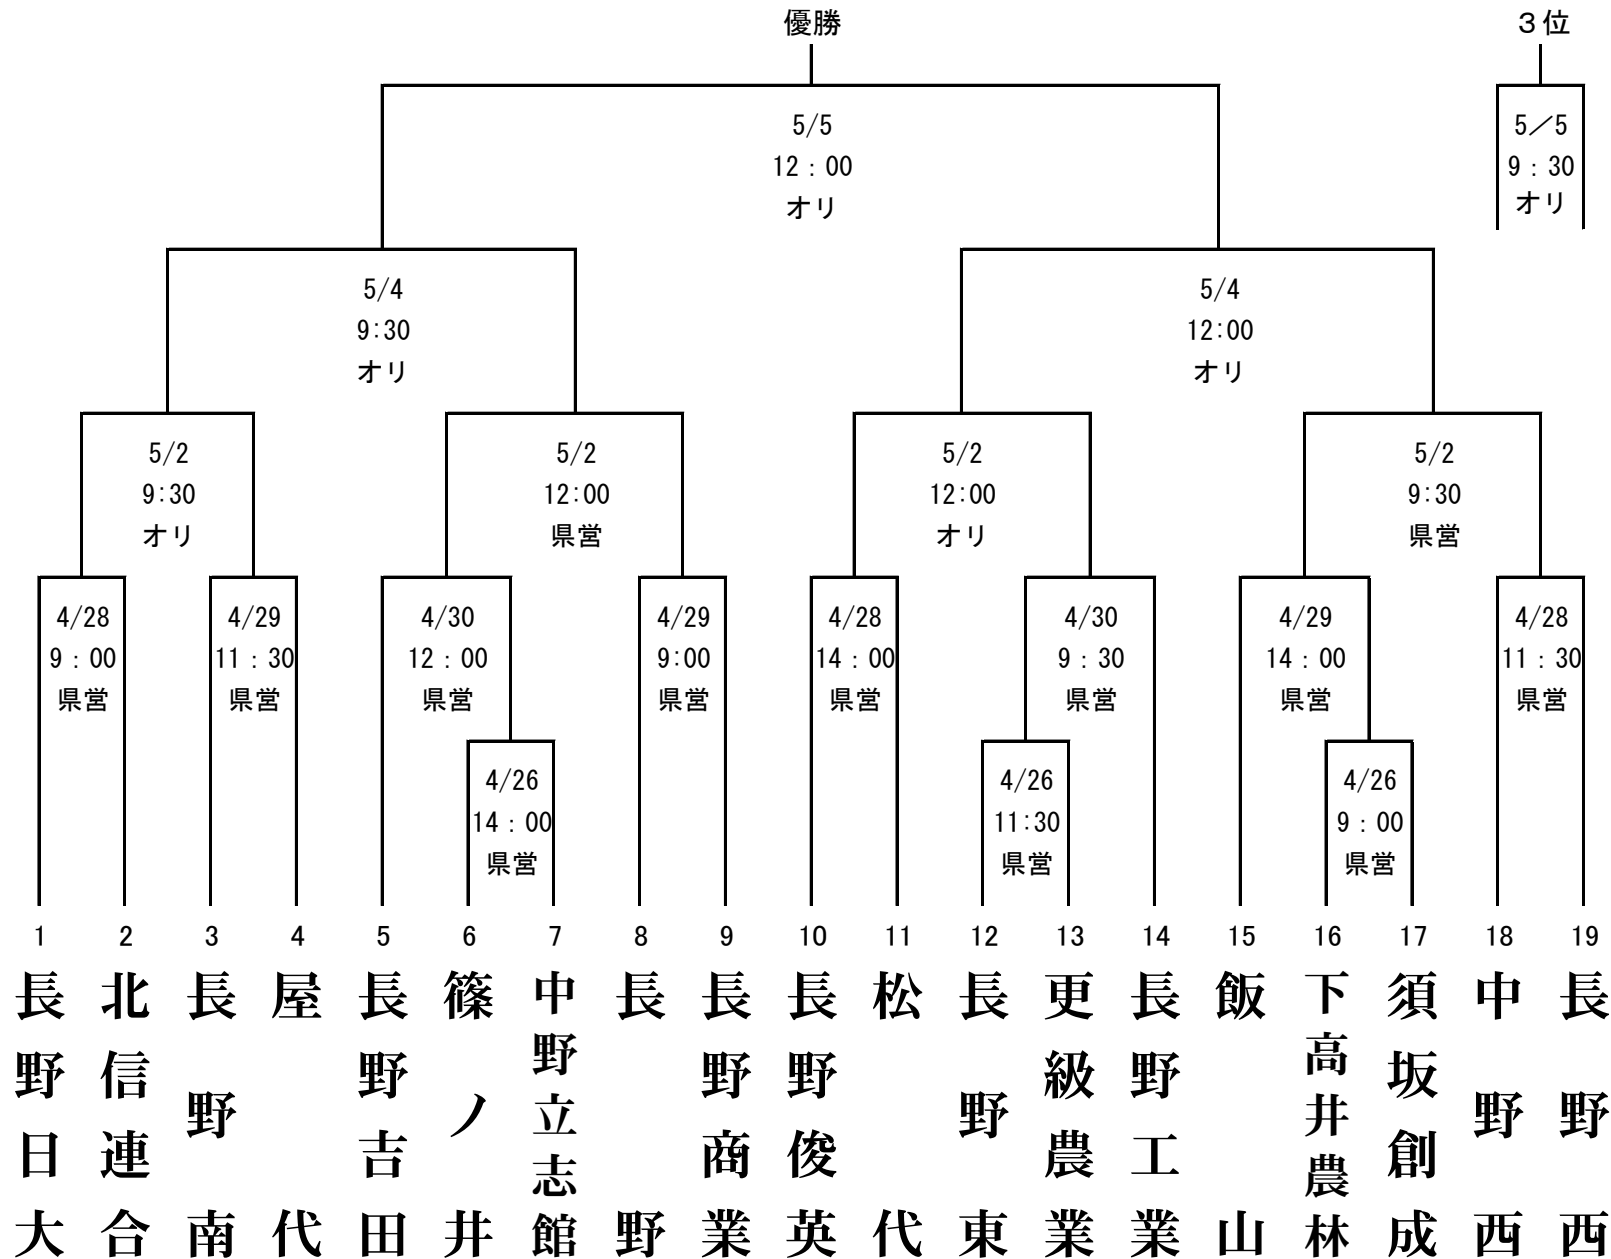 優勝
３位
5/5
12：00
オリ
5／5
9：30
オリ
5/4
9:30
オリ
5/4
12:00
オリ
5/2
9:30
オリ
5/2
12:00
県営
5/2
12:00
オリ
5/2
9:30
県営
4/28
9：00
県営
4/29
11：30
県営
4/30
12：00
県営
4/29
9:00
県営
4/28
14：00
県営
4/30
9：30
県営
4/29
14：00
県営
4/28
11：30
県営
4/26
14：00
県営
4/26
11:30
県営
4/26
9：00
県営
1
2
3
4
5
6
7
8
9
10
11
12
13
14
15
16
17
18
19
長野日大
北信連合
長野南
屋代
長野吉田
篠ノ井
中野立志館
長野
長野商業
長野俊英
松代
長野東
更級農業
長野工業
飯山
下高井農林
須坂創成
中野西
長野西